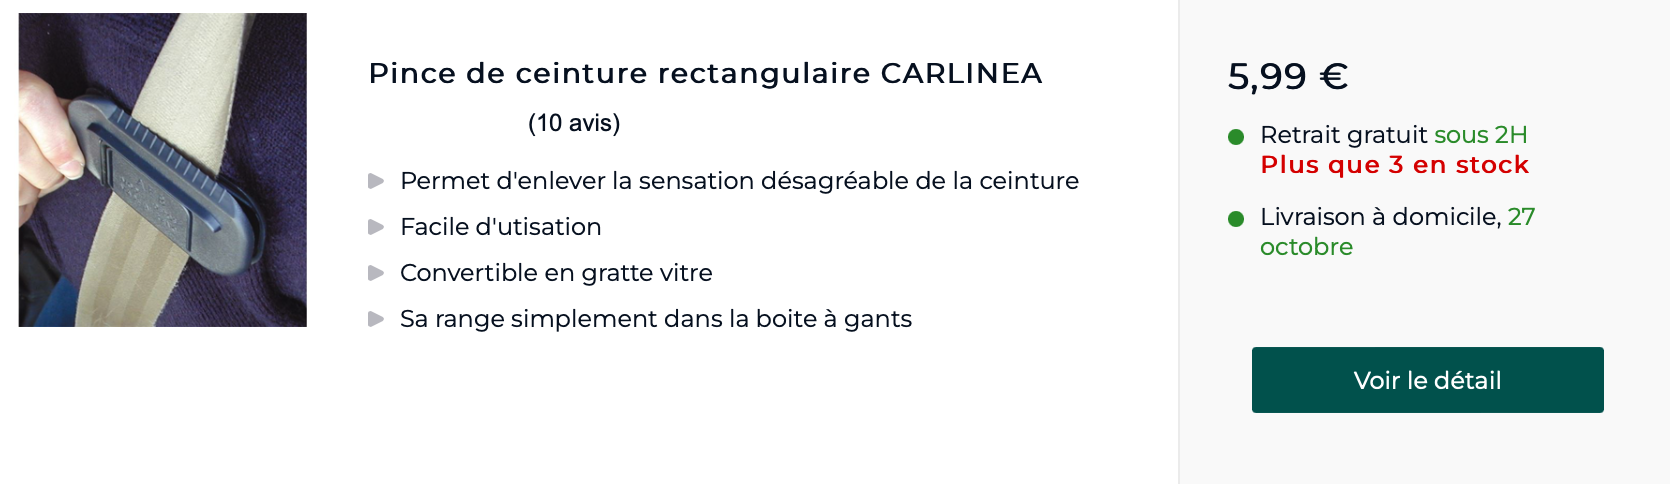 Pince de ceinture rectangulaire CARLINEA
(10 avis)
Permet d'enlever la sensation désagréable de la ceinture
Facile d'utisation
Convertible en gratte vitre
Sa range simplement dans la boite à gants
5,99 €
Retrait gratuit sous 2H
Plus que 3 en stock
Livraison à domicile, 27
octobre
Voir le détail